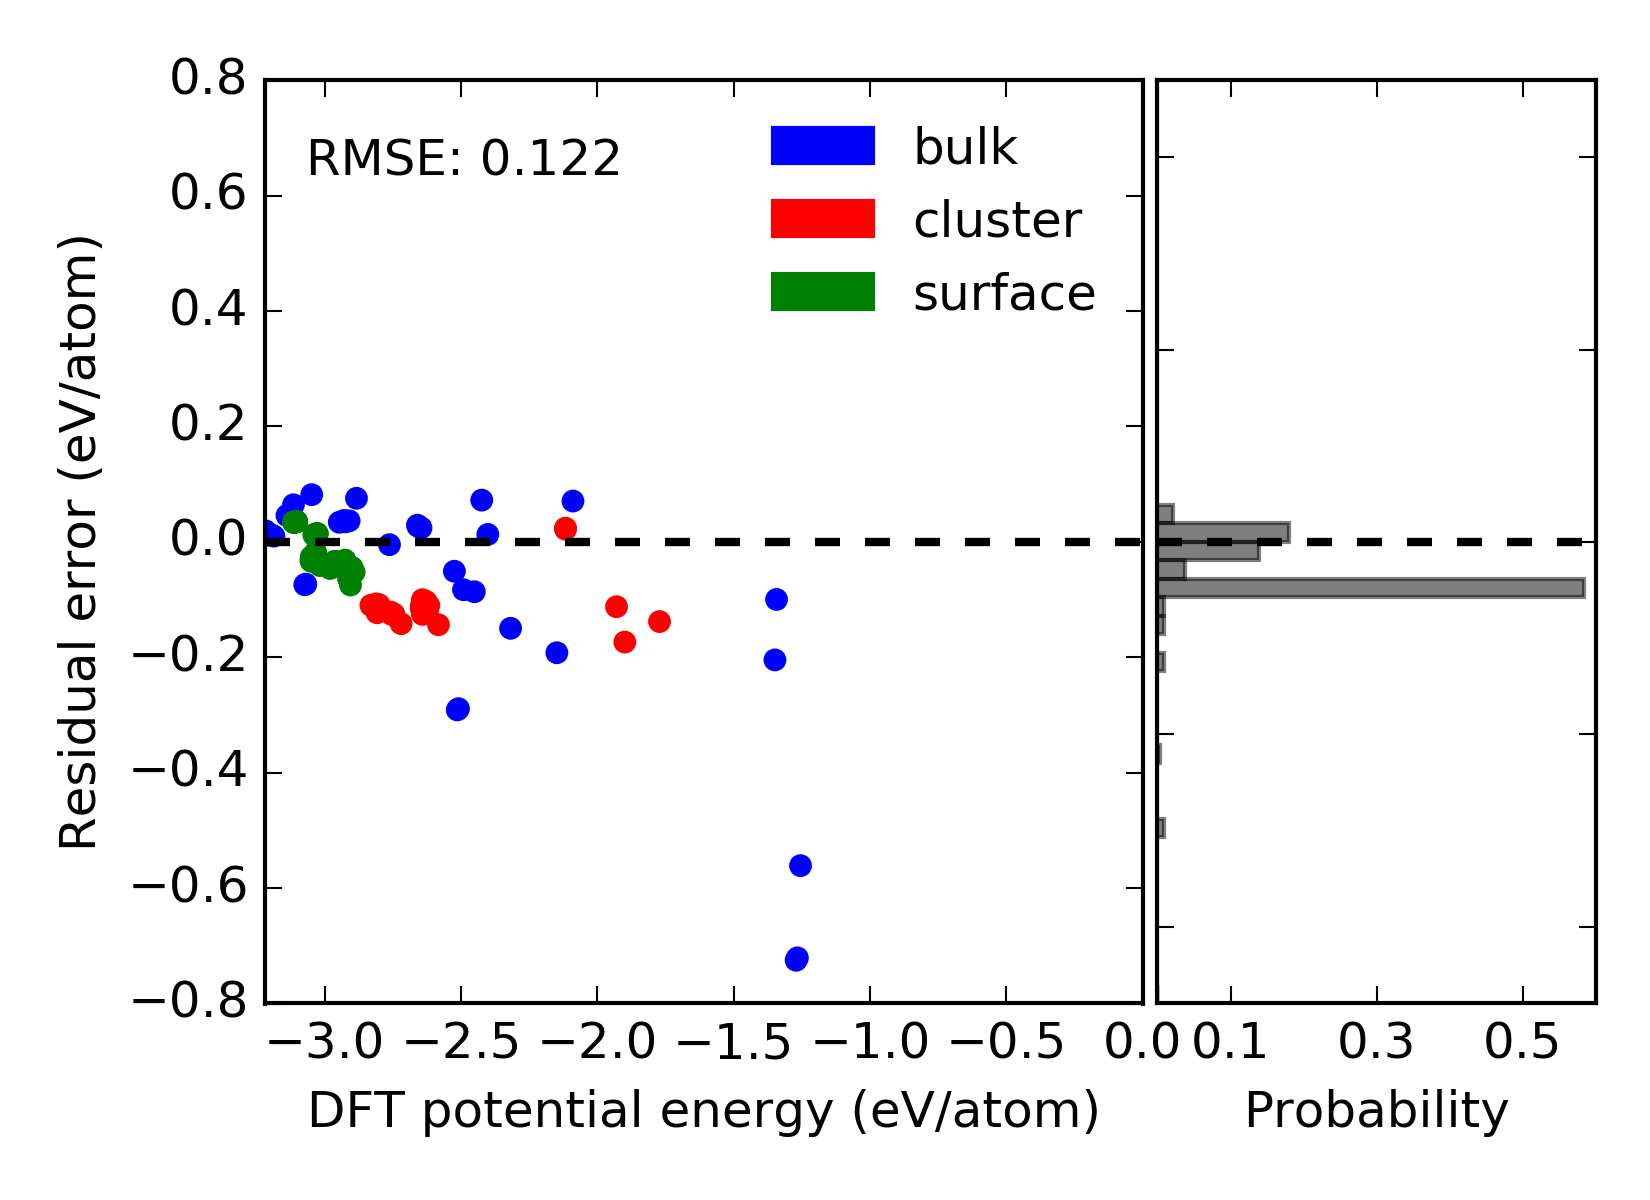 RMSE: 0.122
bulk
cluster
surface
Residual error (eV/atom)
0.8
0.6
0.4
0.2
0.0
−0.2
−0.4
−0.6
−0.8
−3.0 −2.5 −2.0 −1.5 −1.0 −0.5 0.0 0.1 0.3 0.5
DFT potential energy (eV/atom) Probability